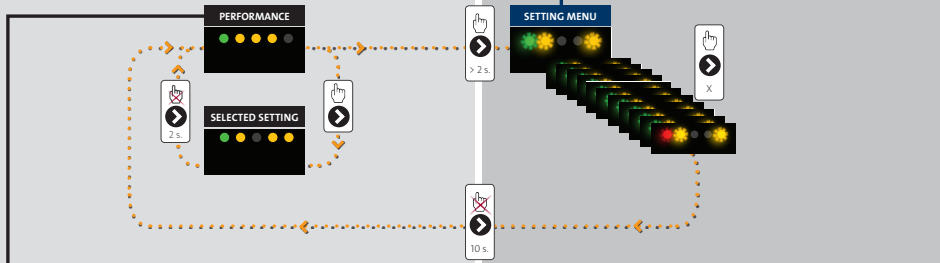 PERFORMANCE
SETTING MENU
> 2 s.
X
2 s.
SELECTED SETTING
10 s.